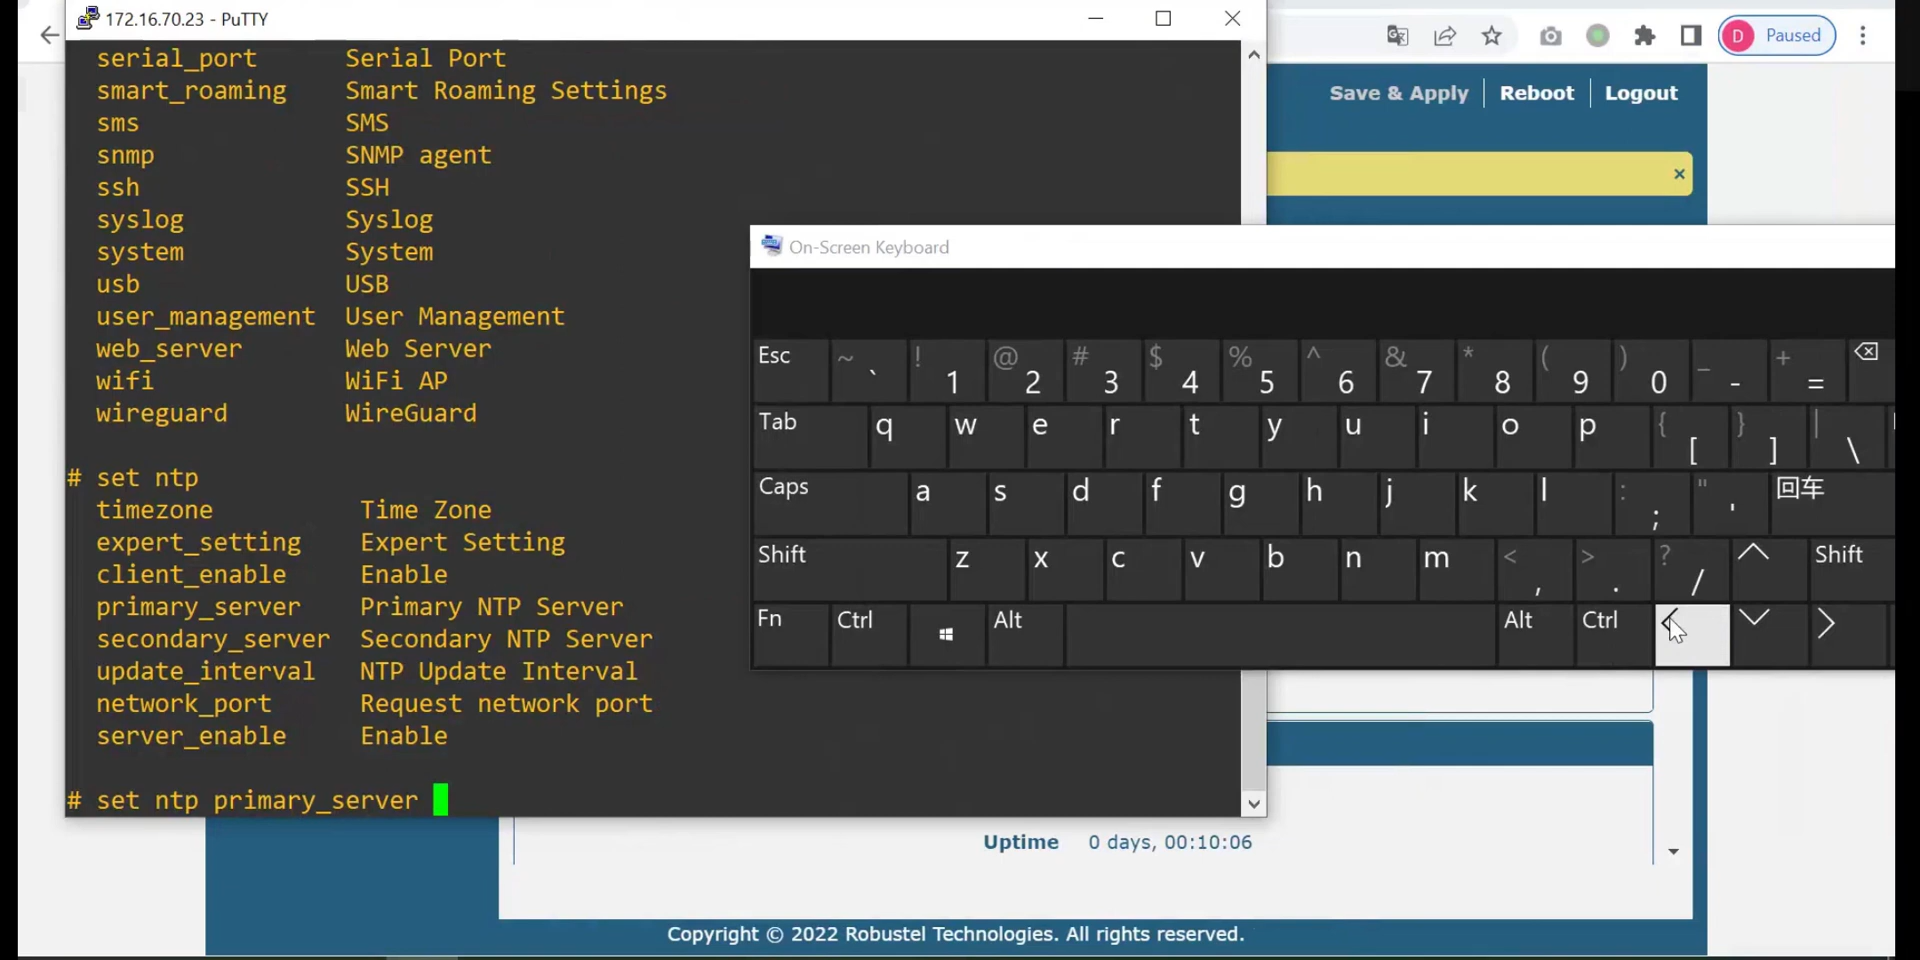 172.16.70.23 - PuTTY
D Paused
serial_port Serial Port
smart_roaming Smart Roaming Settings
sms SMS
snmp SNMP agent
ssh SSH
syslog Syslog
system System
usb USB
user_management User Management
web_server Web Server
wifi WiFi AP
wireguard WireGuard
# set ntp
timezone Time Zone
expert_setting Expert Setting
client_enable Enable
primary_server Primary NTP Server
secondary_server Secondary NTP Server
update_interval NTP Update Interval
network_port Request network port
server_enable Enable
# set ntp primary_server
Save & Apply Reboot Logout
×
On-Screen Keyboard
Esc ~ ` ! 1 @ 2 # 3 $ 4 % 5 ^ 6 & 7 * 8 ( 9 ) 0 _ - + =
Tab q w e r t y u i o p { [ } ] | \
Caps a s d f g h j k l : ; " ' 回车
Shift z x c v b n m < , > . ? / Shift
Fn Ctrl Alt Alt Ctrl
Uptime 0 days, 00:10:06
Copyright © 2022 Robustel Technologies. All rights reserved.